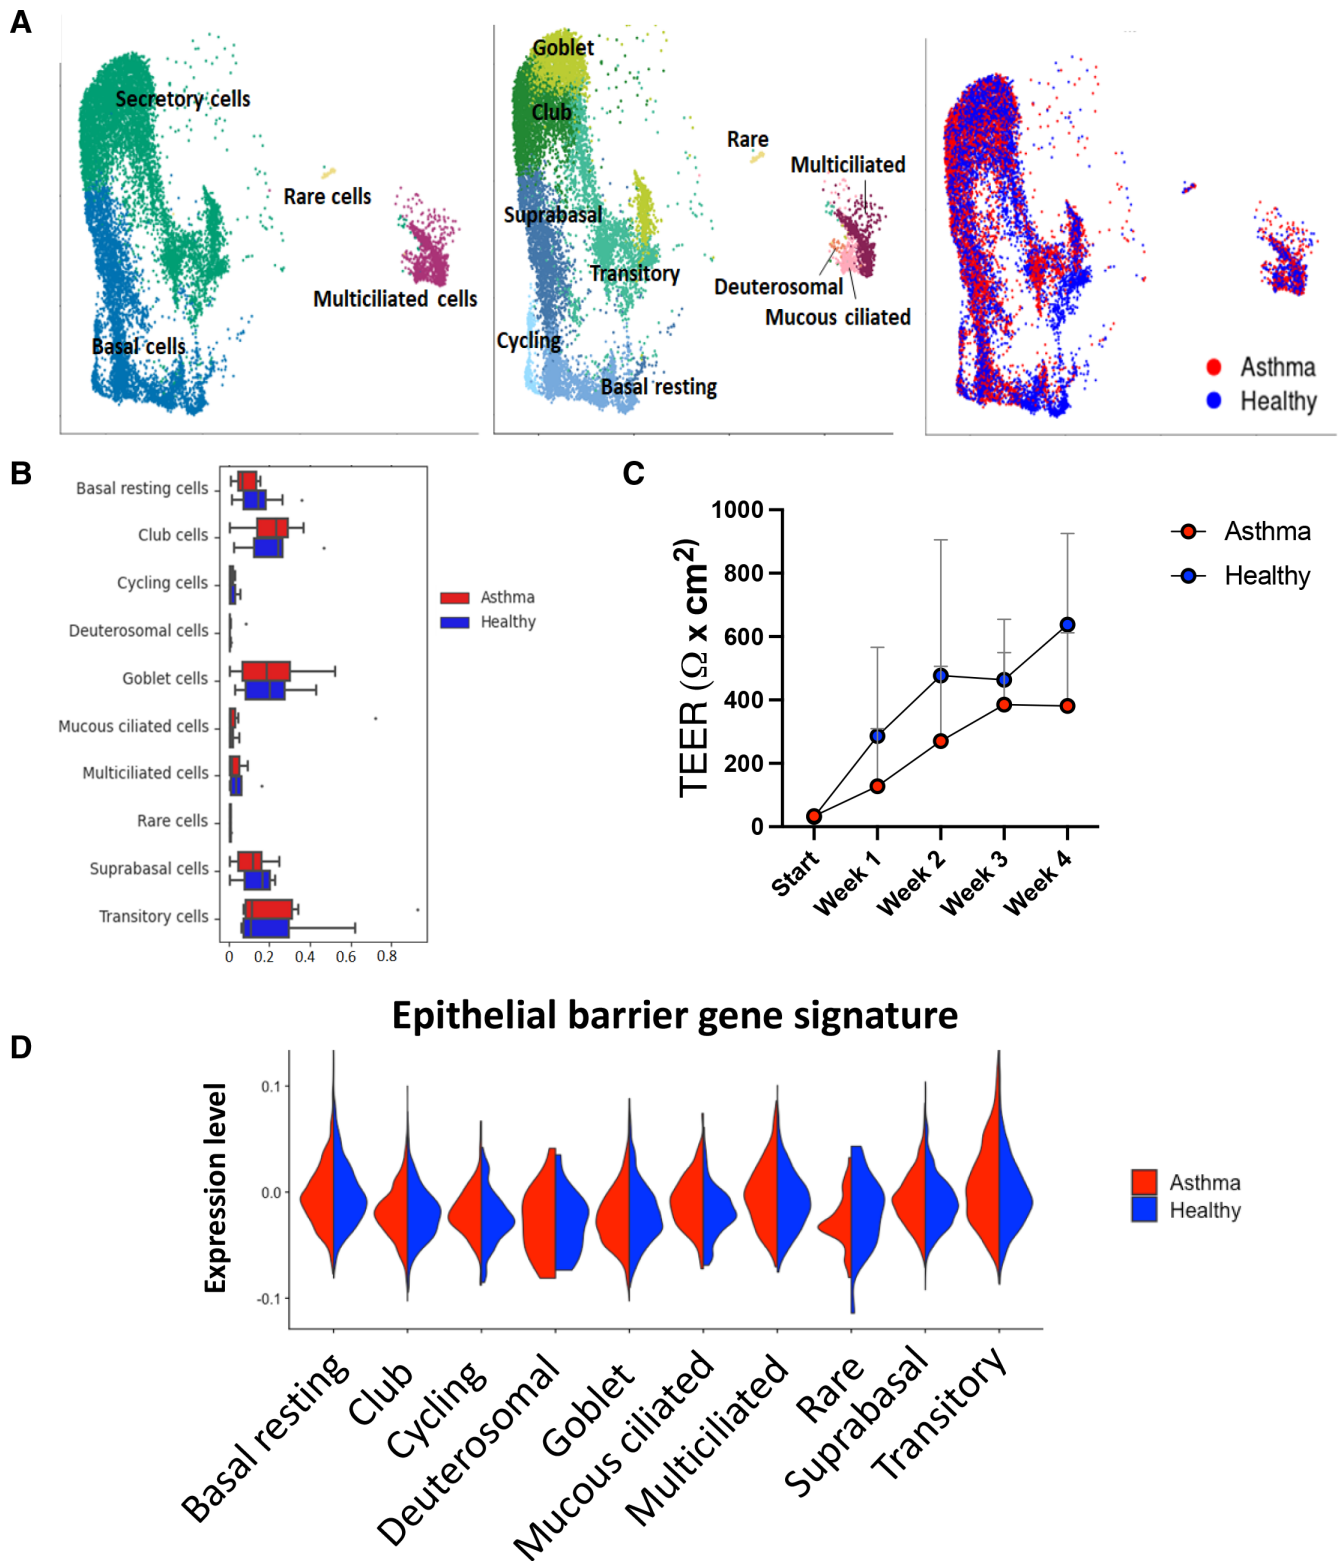 A
Secretory cells
Rare cells
Multiciliated cells
Basal cells
Goblet
Club
Rare
Multiciliated
Suprabasal
Transitory
Deuterosomal
Mucous ciliated
Cycling
Basal resting
Asthma
Healthy
B
Basal resting cells
Club cells
Cycling cells
Deuterosomal cells
Goblet cells
Mucous ciliated cells
Multiciliated cells
Rare cells
Suprabasal cells
Transitory cells
0 0.2 0.4 0.6 0.8
Asthma
Healthy
C
TEER (Ω x cm2)
1000
800
600
400
200
0
Start
Week 1
Week 2
Week 3
Week 4
Asthma
Healthy
Epithelial barrier gene signature
D
Expression level
0.1
0.0
-0.1
Asthma
Healthy
Basal resting
Club
Cycling
Deuterosomal
Goblet
Mucous ciliated
Multiciliated
Rare
Suprabasal
Transitory